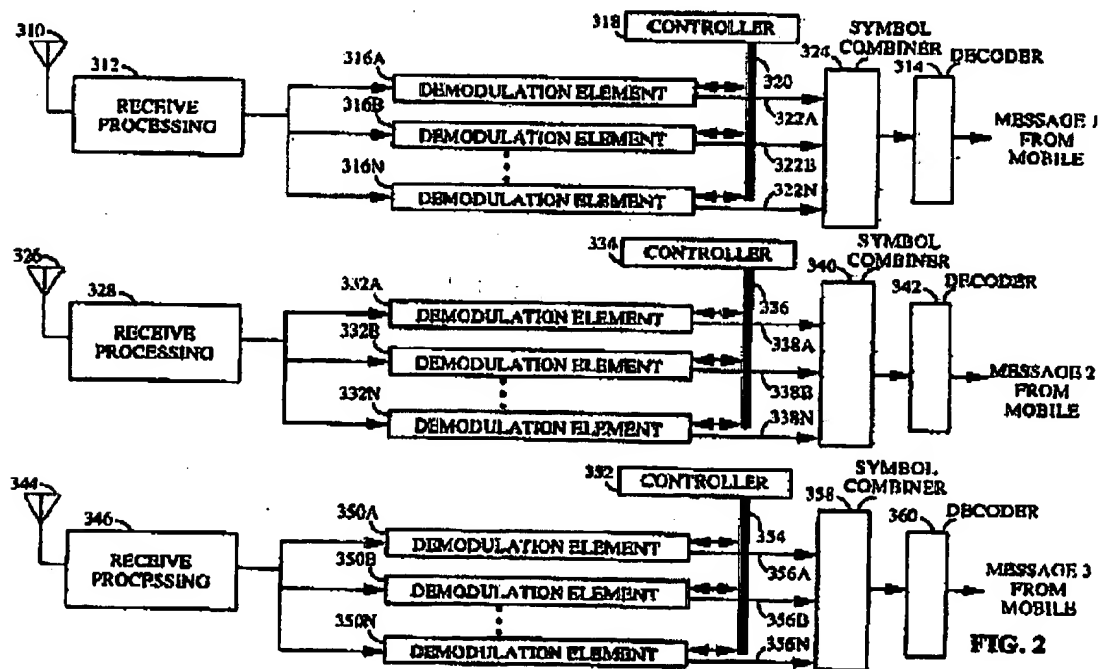 310
312
RECEIVE
PROCESSING
316A
DEMODULATION ELEMENT
316B
DEMODULATION ELEMENT
316N
DEMODULATION ELEMENT
318
CONTROLLER
320
322A
322B
322N
SYMBOL
COMBINER
324
DECODER
314
MESSAGE 1
FROM
MOBILE
326
328
RECEIVE
PROCESSING
332A
DEMODULATION ELEMENT
332B
DEMODULATION ELEMENT
332N
DEMODULATION ELEMENT
334
CONTROLLER
336
338A
338B
338N
SYMBOL
COMBINER
340
DECODER
342
MESSAGE 2
FROM
MOBILE
344
346
RECEIVE
PROCESSING
350A
DEMODULATION ELEMENT
350B
DEMODULATION ELEMENT
350N
DEMODULATION ELEMENT
352
CONTROLLER
354
356A
356B
356N
SYMBOL
COMBINER
358
DECODER
360
MESSAGE 3
FROM
MOBILE
FIG. 2